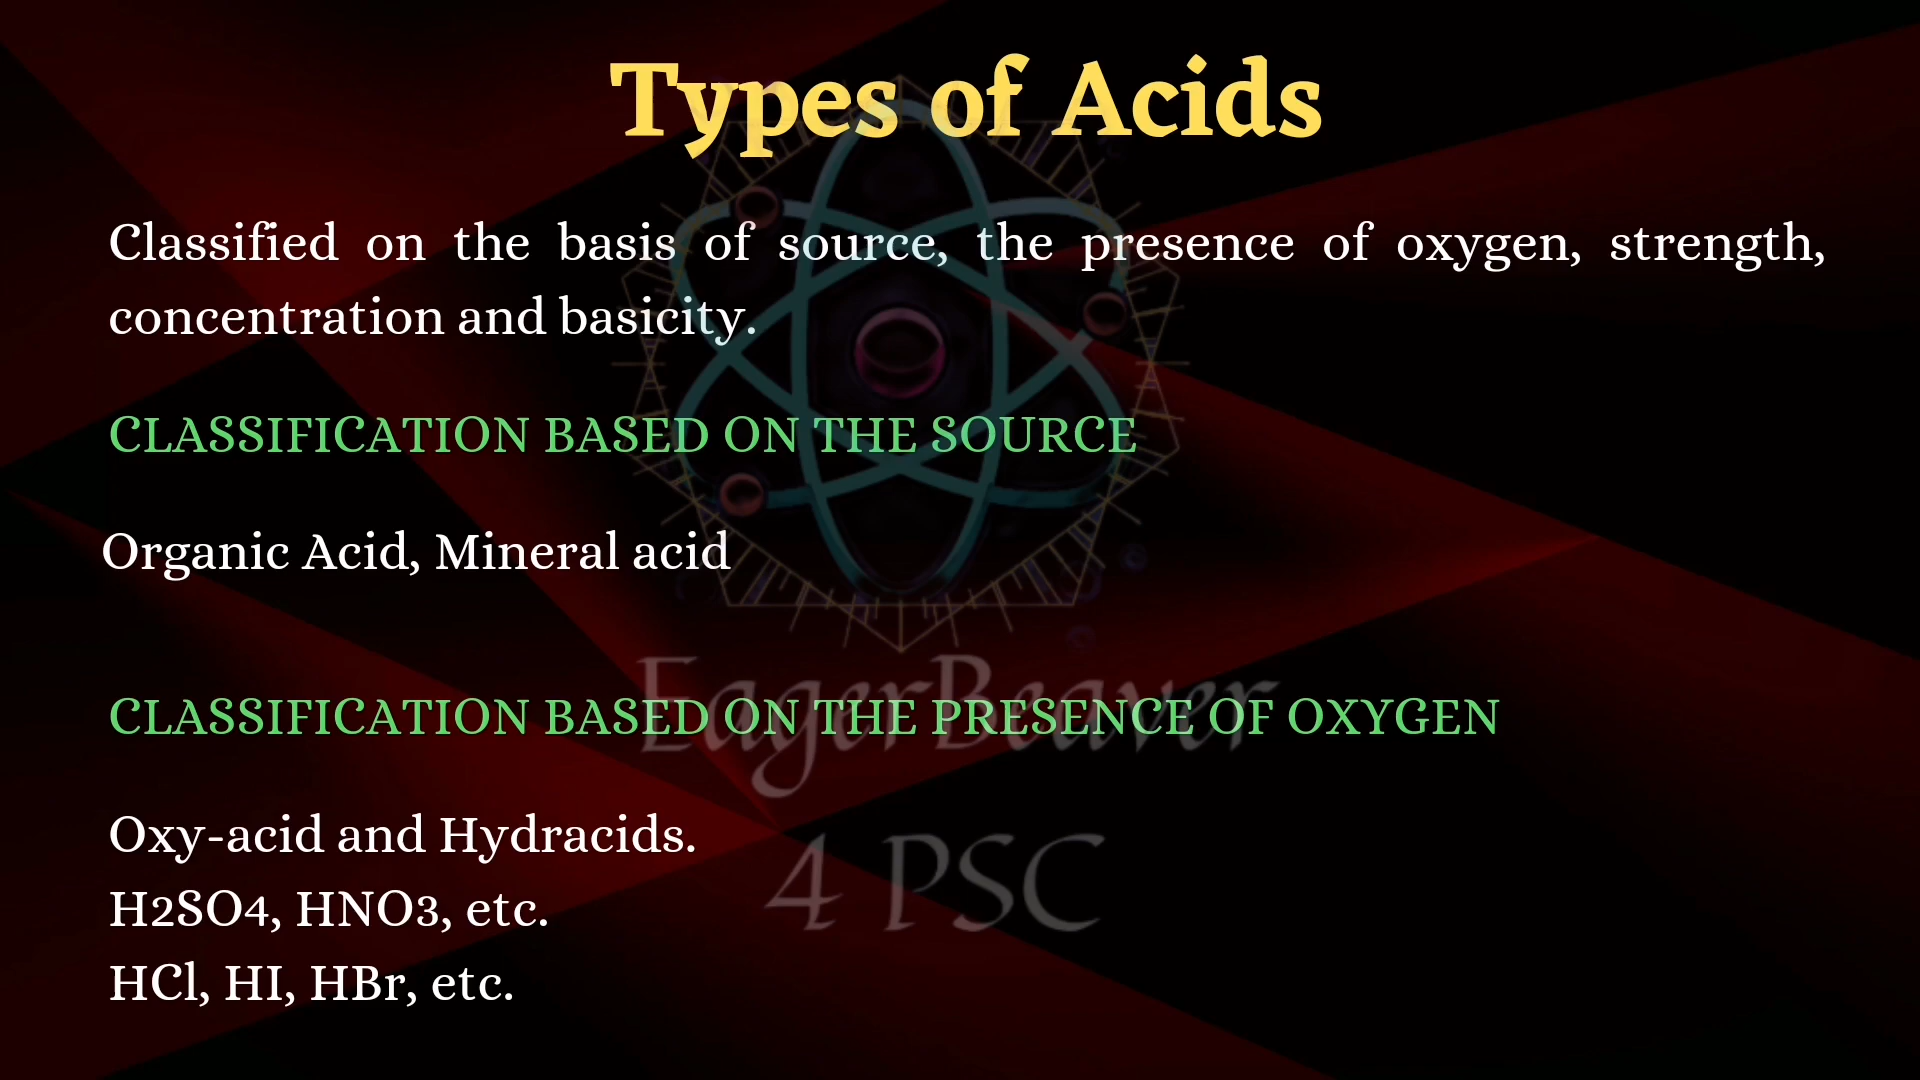 Types of Acids
Classified on the basis of source, the presence of oxygen, strength,
concentration and basicity.
CLASSIFICATION BASED ON THE SOURCE
Organic Acid, Mineral acid
CLASSIFICATION BASED ON THE PRESENCE OF OXYGEN
Oxy-acid and Hydracids.
H2SO4, HNO3, etc.
HCl, HI, HBr, etc.
EagerBeaver
4 PSC